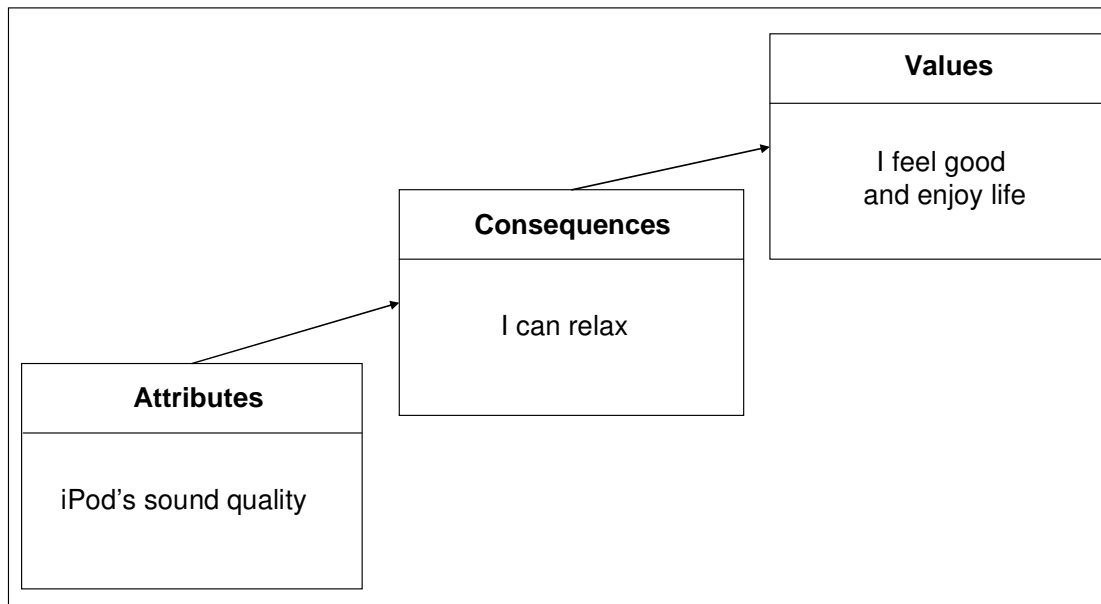 Values
I feel good
and enjoy life
Consequences
I can relax
Attributes
iPod’s sound quality